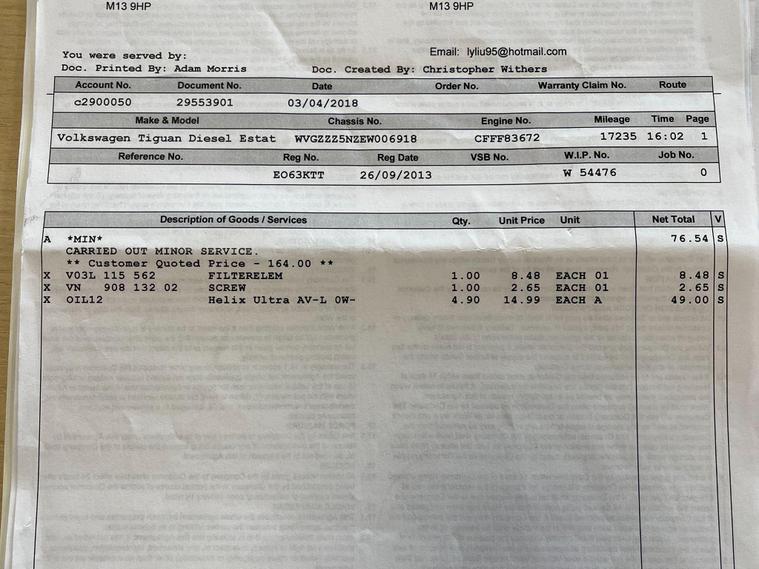 M13 9HP M13 9HP
Email: lyliu95@hotmail.com
You were served by:
Doc. Printed By: Adam Morris Doc. Created By: Christopher Withers
Account No. Document No. Date Order No. Warranty Claim No. Route
c2900050 29553901 03/04/2018
Make & Model Chassis No. Engine No. Mileage Time Page
Volkswagen Tiguan Diesel Estat WVGZZZ5NZEW006918 CFFF83672 17235 16:02 1
Reference No. Reg No. Reg Date VSB No. W.I.P. No. Job No.
EO63KTT 26/09/2013 W 54476 0
Description of Goods / Services Qty. Unit Price Unit Net Total V
A *MIN* 76.54 S
CARRIED OUT MINOR SERVICE.
** Customer Quoted Price - 164.00 **
X V03L 115 562 FILTERELEM 1.00 8.48 EACH 01 8.48 S
X VN 908 132 02 SCREW 1.00 2.65 EACH 01 2.65 S
X OIL12 Helix Ultra AV-L 0W- 4.90 14.99 EACH A 49.00 S